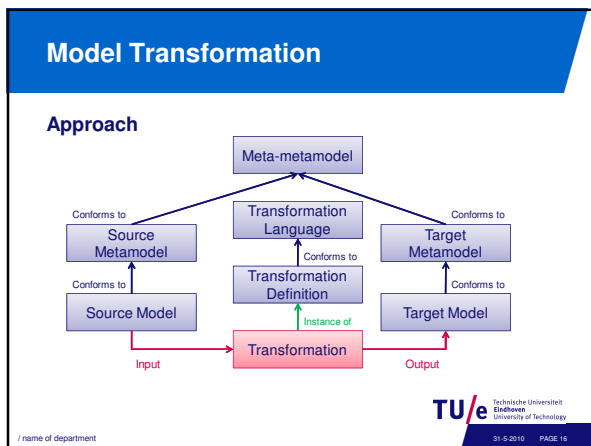 Model Transformation
Approach
Meta-metamodel
Conforms to
Transformation
Language
Conforms to
Source
Metamodel
Target
Metamodel
Conforms to
Conforms to
Transformation
Definition
Conforms to
Source Model
Instance of
Target Model
Input
Transformation
Output
TU/e
Technische Universiteit
Eindhoven
University of Technology
/ name of department
31-5-2010
PAGE 16